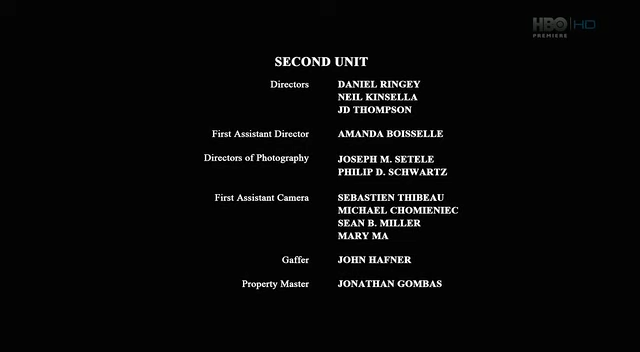 HBO HD
PREMIERE
SECOND UNIT
Directors DANIEL RINGEY
NEIL KINSELLA
JD THOMPSON
First Assistant Director AMANDA BOISSELLE
Directors of Photography JOSEPH M. SETELE
PHILIP D. SCHWARTZ
First Assistant Camera SEBASTIEN THIBEAU
MICHAEL CHOMIENIEC
SEAN B. MILLER
MARY MA
Gaffer JOHN HAFNER
Property Master JONATHAN GOMBAS